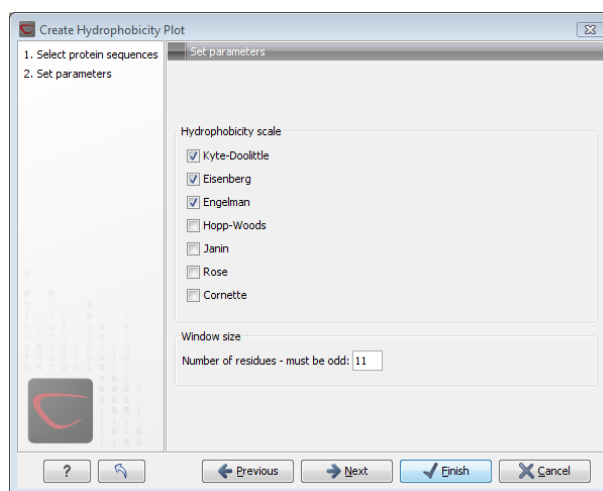 Create Hydrophobicity Plot
1. Select protein sequences
2. Set parameters
Set parameters
Hydrophobicity scale
Kyte-Doolittle
Eisenberg
Engelman
Hopp-Woods
Janin
Rose
Cornette
Window size
Number of residues - must be odd: 11
?
Previous
Next
Finish
Cancel